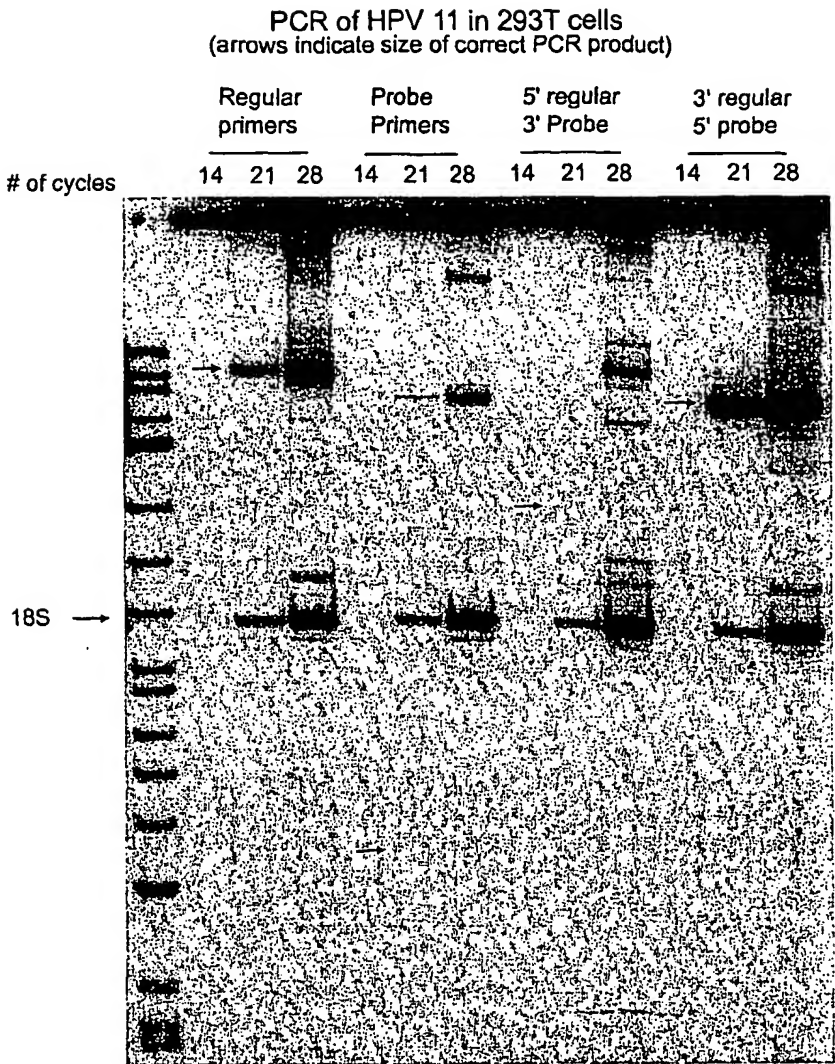 PCR of HPV 11 in 293T cells
(arrows indicate size of correct PCR product)
Regular primers
Probe Primers
5' regular 3' Probe
3' regular 5' probe
# of cycles 14 21 28 14 21 28 14 21 28 14 21 28
18S